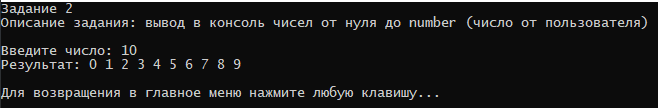 Задание 2
Описание задания: вывод в консоль чисел от нуля до number (число от пользователя)
Введите число: 10
Результат: 0 1 2 3 4 5 6 7 8 9
Для возвращения в главное меню нажмите любую клавишу...